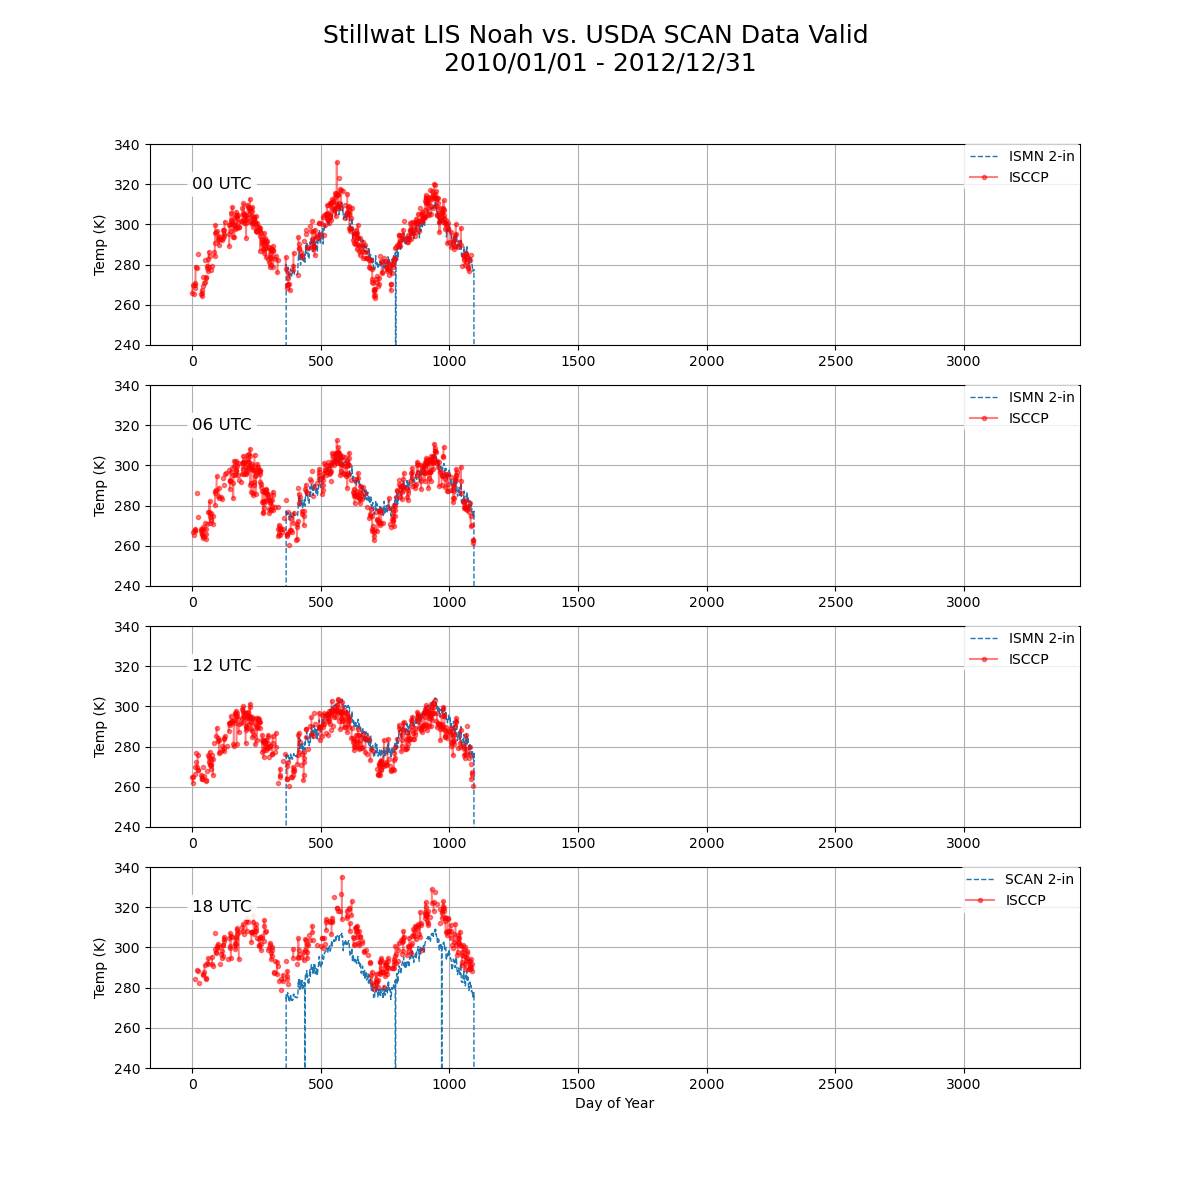 Stillwat LIS Noah vs. USDA SCAN Data Valid
2010/01/01 - 2012/12/31
340
320
300
280
260
240
Temp (K)
00 UTC
ISMN 2-in
ISCCP
0 500 1000 1500 2000 2500 3000
340
320
300
280
260
240
Temp (K)
06 UTC
ISMN 2-in
ISCCP
0 500 1000 1500 2000 2500 3000
340
320
300
280
260
240
Temp (K)
12 UTC
ISMN 2-in
ISCCP
0 500 1000 1500 2000 2500 3000
340
320
300
280
260
240
Temp (K)
18 UTC
SCAN 2-in
ISCCP
0 500 1000 1500 2000 2500 3000
Day of Year